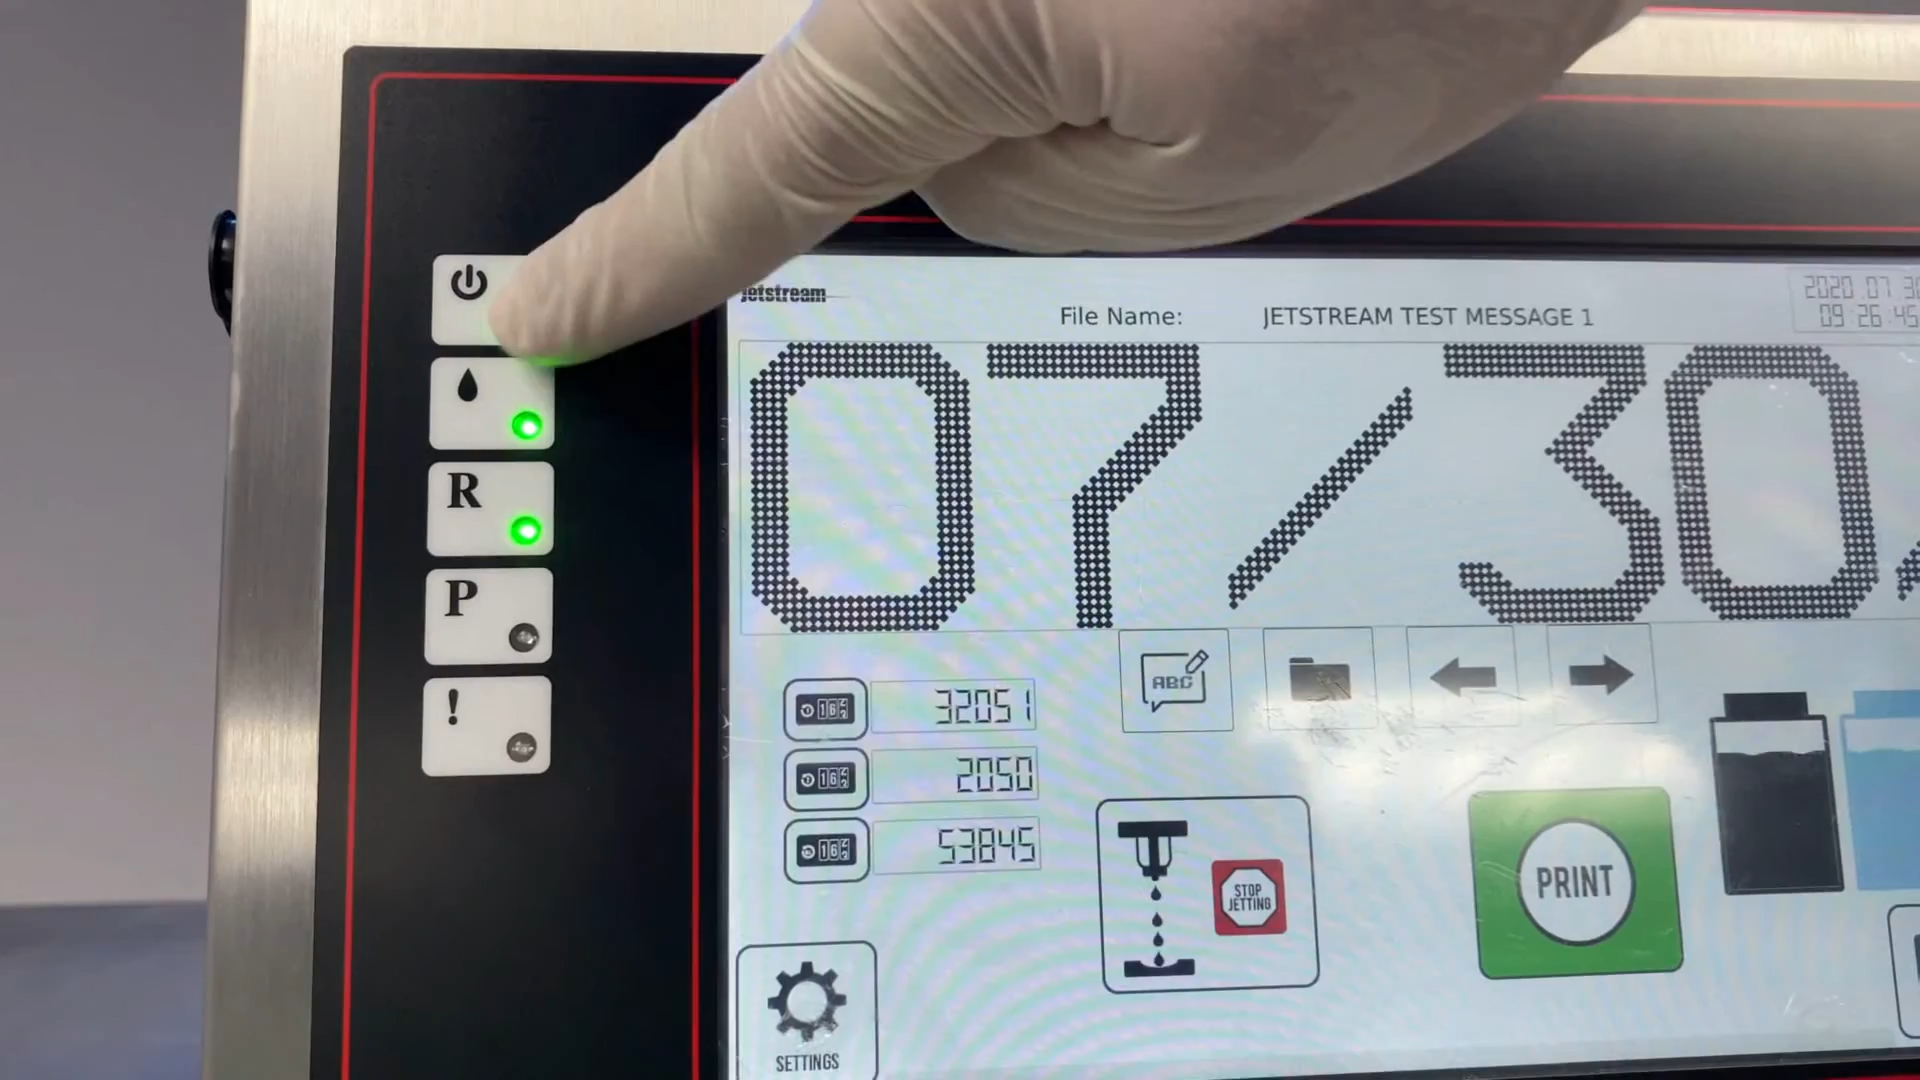 jetstream
File Name: JETSTREAM TEST MESSAGE 1
2020.07.30
09:26:45
07/30/
R
P
!
ABC
32051
2050
53845
STOP
JETTING
PRINT
SETTINGS